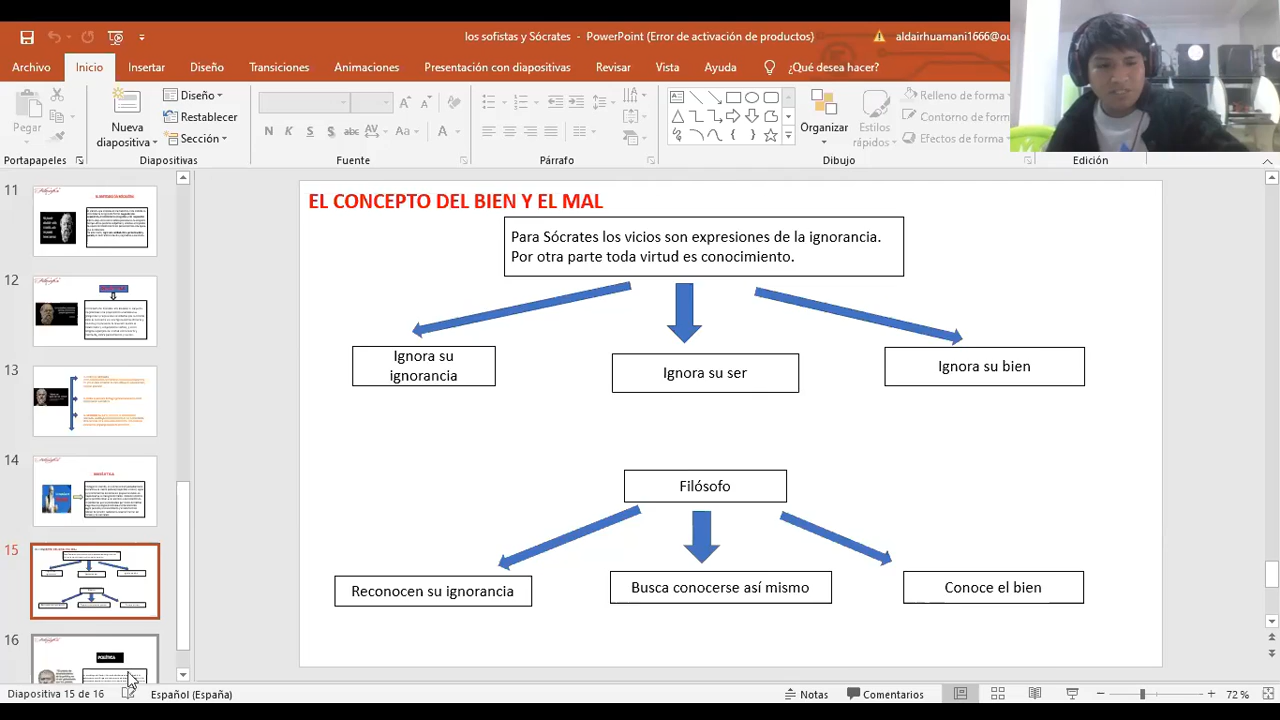 los sofistas y Sócrates - PowerPoint (Error de activación de productos)
aldairhuamani1666@ou
Archivo Inicio Insertar Diseño Transiciones Animaciones Presentación con diapositivas Revisar Vista Ayuda ¿Qué desea hacer?
Pegar
Nueva diapositiva
Diseño
Restablecer
Sección
N K S abc AV Aa A
Organizar
Estilos rápidos
Relleno de forma
Contorno de forma
Efectos de forma
Portapapeles Diapositivas Fuente Párrafo Dibujo Edición
11
12
13
14
15
16
POLÍTICA
EL CONCEPTO DEL BIEN Y EL MAL
Para Sócrates los vicios son expresiones de la ignorancia.
Por otra parte toda virtud es conocimiento.
Ignora su
ignorancia
Ignora su ser
Ignora su bien
Filósofo
Reconocen su ignorancia
Busca conocerse así mismo
Conoce el bien
Diapositiva 15 de 16 Español (España) Notas Comentarios 72 %